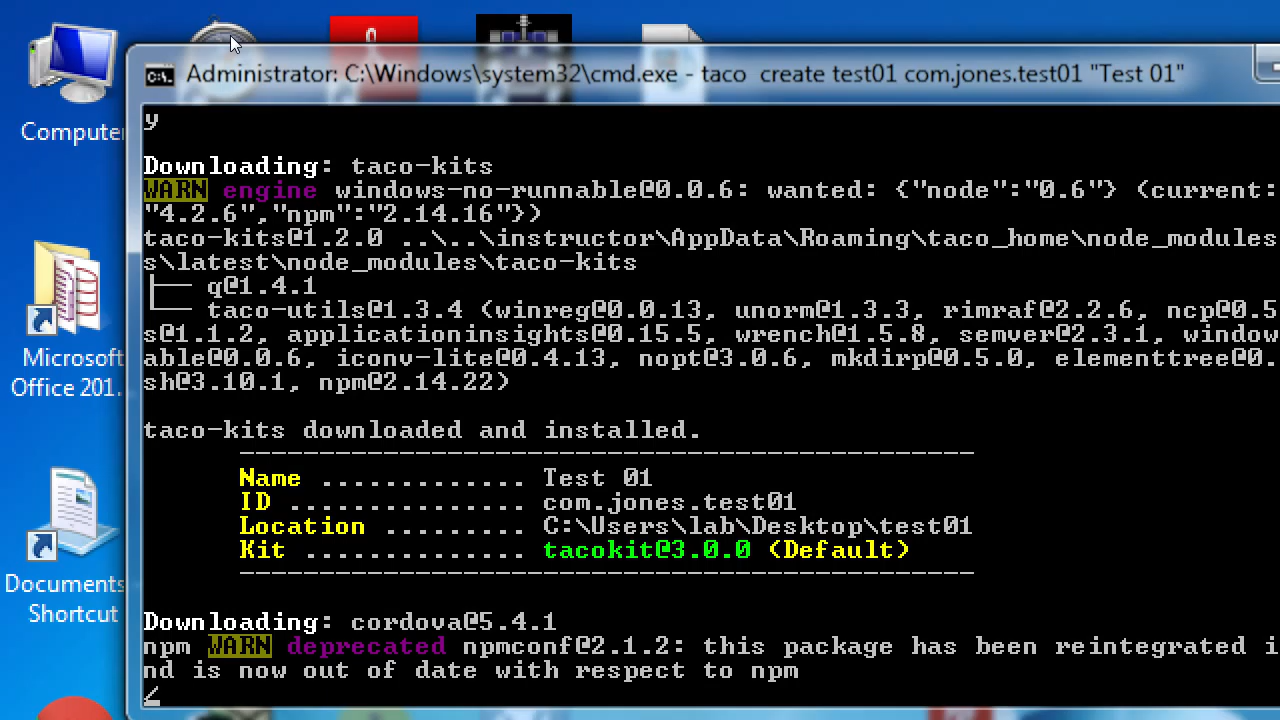 Computer
Microsoft
Office 201...
Documents
Shortcut
Administrator: C:\Windows\system32\cmd.exe - taco  create test01 com.jones.test01 "Test 01"
y
Downloading: taco-kits
WARN engine windows-no-runnable@0.0.6: wanted: {"node":"0.6"} (current:
"4.2.6","npm":"2.14.16"})
taco-kits@1.2.0 ..\..\instructor\AppData\Roaming\taco_home\node_modules
s\latest\node_modules\taco-kits
├── q@1.4.1
└── taco-utils@1.3.4 (winreg@0.0.13, unorm@1.3.3, rimraf@2.2.6, ncp@0.5
s@1.1.2, applicationinsights@0.15.5, wrench@1.5.8, semver@2.3.1, window
able@0.0.6, iconv-lite@0.4.13, nopt@3.0.6, mkdirp@0.5.0, elementtree@0.
sh@3.10.1, npm@2.14.22)
taco-kits downloaded and installed.
Name ............. Test 01
ID ............... com.jones.test01
Location ......... C:\Users\lab\Desktop\test01
Kit .............. tacokit@3.0.0 (Default)
Downloading: cordova@5.4.1
npm WARN deprecated npmconf@2.1.2: this package has been reintegrated i
nd is now out of date with respect to npm
/